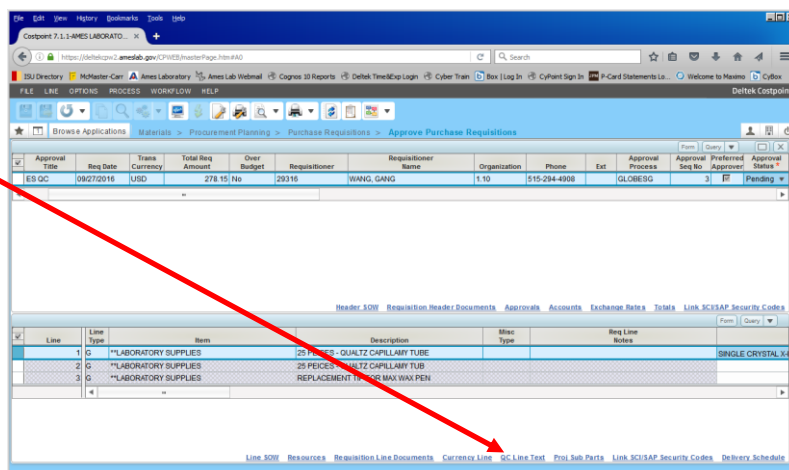 File Edit View History Bookmarks Tools Help
Costpoint 7.1.1-AMES LABORATO... × +
https://deltekcpw2.ameslab.gov/CPWEB/masterPage.htm#A0 Search
ISU Directory McMaster-Carr Ames Laboratory Ames Lab Webmail Cognos 10 Reports Deltek Time&Exp Login Cyber Train Box | Log In CyPoint Sign In P-Card Statements Lo... Welcome to Maximo CyBox
FILE LINE OPTIONS PROCESS WORKFLOW HELP Deltek Costpoin
Browse Applications Materials > Procurement Planning > Purchase Requisitions > Approve Purchase Requisitions
Form Query
Approval Title Req Date Trans Currency Total Req Amount Over Budget Requisitioner Requisitioner Name Organization Phone Ext Approval Process Approval Seq No Preferred Approver Approval Status *
ES QC 09/27/2016 USD 278.15 No 29316 WANG, GANG 1.10 515-294-4908 GLOBESG 3 Pending
Header SOW Requisition Header Documents Approvals Accounts Exchange Rates Totals Link SCI/SAP Security Codes
Form Query
Line Line Type Item Description Misc Type Req Line Notes
1 G **LABORATORY SUPPLIES 25 PEICES - QUALTZ CAPILLAMY TUBE SINGLE CRYSTAL X-
2 G **LABORATORY SUPPLIES 25 PEICES - QUALTZ CAPILLAMY TUB
3 G **LABORATORY SUPPLIES REPLACEMENT TIP FOR MAX WAX PEN
Line SOW Resources Requisition Line Documents Currency Line QC Line Text Proj Sub Parts Link SCI/SAP Security Codes Delivery Schedule